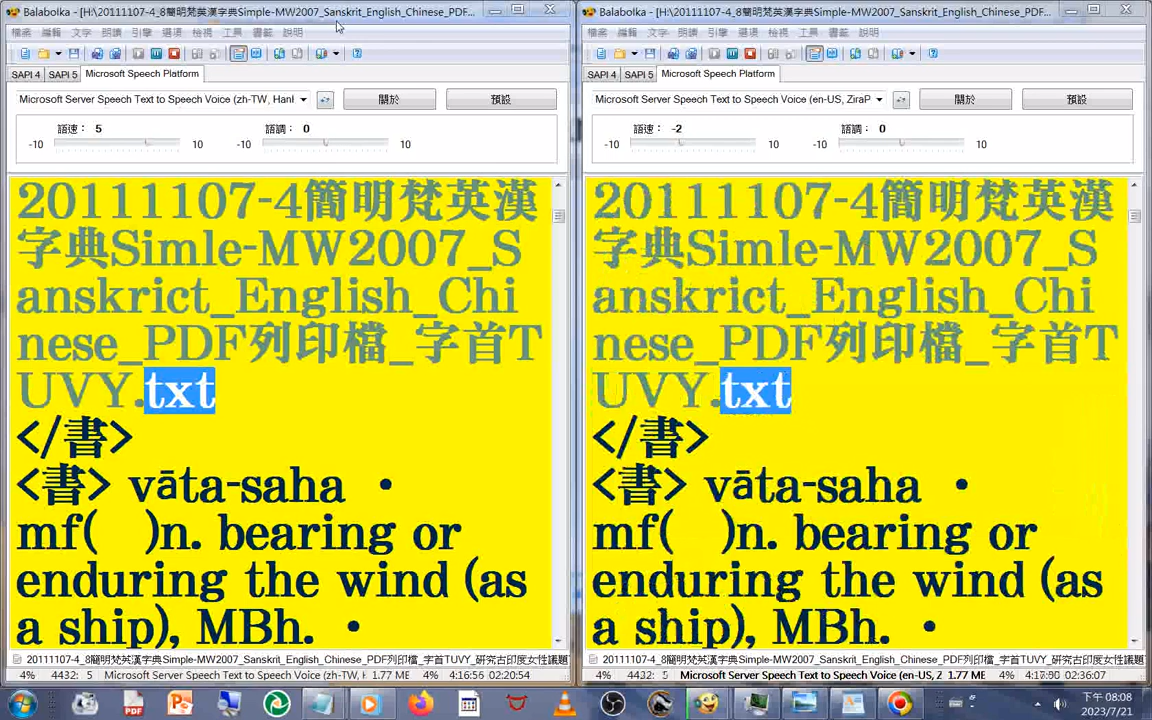 Balabolka - [H:\20111107-4_8簡明梵英漢字典Simple-MW2007_Sanskrit_English_Chinese_PDF...
檔案 編輯 文字 朗讀 引擎 選項 檢視 工具 書籤 說明
SAPI 4 SAPI 5 Microsoft Speech Platform
Microsoft Server Speech Text to Speech Voice (zh-TW, Hanl 關於 預設
語速： 5 語調： 0
-10 10 -10 10
20111107-4簡明梵英漢
字典Simle-MW2007_S
anskrict_English_Chi
nese_PDF列印檔_字首T
UVY.txt
</書>
<書> vāta-saha •
mf( )n. bearing or
enduring the wind (as
a ship), MBh. •
20111107-4_8簡明梵英漢字典Simple-MW2007_Sanskrit_English_Chinese_PDF列印檔_字首TUVY_研究古印度女性議題
4% 4432: 5 Microsoft Server Speech Text to Speech Voice (zh-TW, H 1.77 ME 4% 4:16:56 02:20:54
Balabolka - [H:\20111107-4_8簡明梵英漢字典Simple-MW2007_Sanskrit_English_Chinese_PDF...
檔案 編輯 文字 朗讀 引擎 選項 檢視 工具 書籤 說明
SAPI 4 SAPI 5 Microsoft Speech Platform
Microsoft Server Speech Text to Speech Voice (en-US, ZiraP 關於 預設
語速： -2 語調： 0
-10 10 -10 10
20111107-4簡明梵英漢
字典Simle-MW2007_S
anskrict_English_Chi
nese_PDF列印檔_字首T
UVY.txt
</書>
<書> vāta-saha •
mf( )n. bearing or
enduring the wind (as
a ship), MBh. •
20111107-4_8簡明梵英漢字典Simple-MW2007_Sanskrit_English_Chinese_PDF列印檔_字首TUVY_研究古印度女性議題
4% 4432: 5 Microsoft Server Speech Text to Speech Voice (en-US, Z 1.77 ME 4% 02:36:07
下午 08:08
2023/7/21